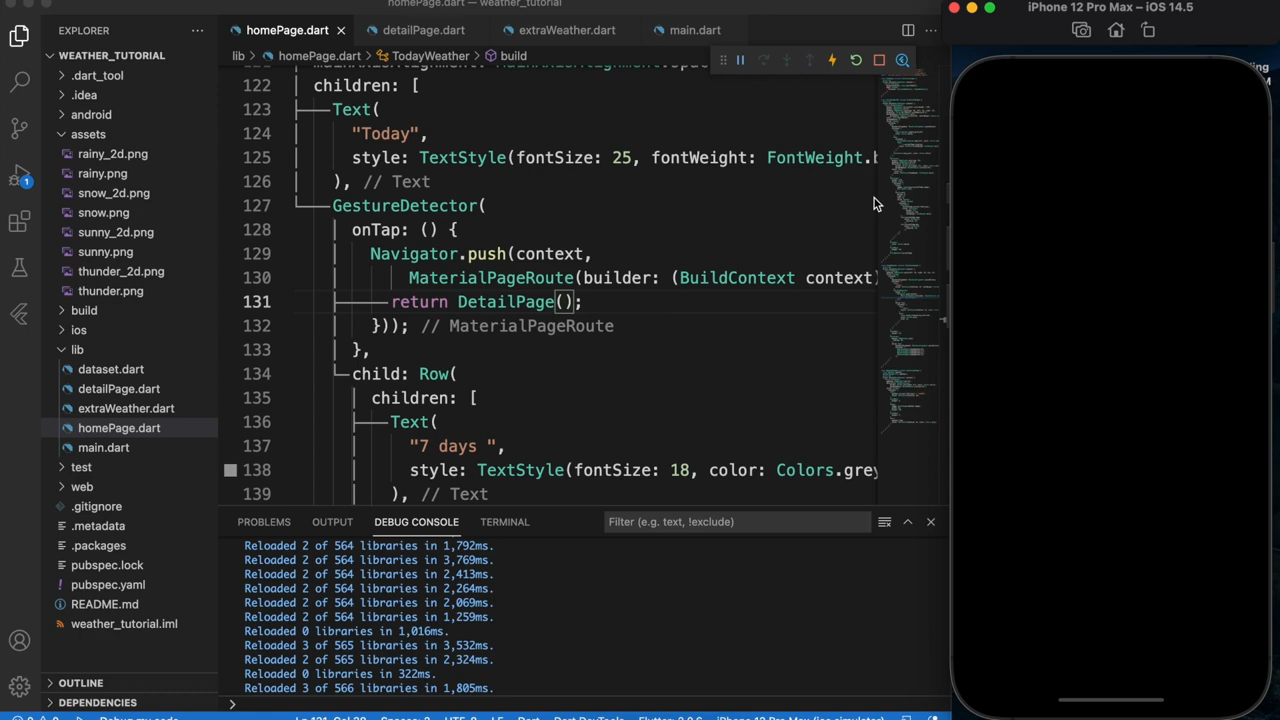 homePage.dart — weather_tutorial
iPhone 12 Pro Max – iOS 14.5
EXPLORER
homePage.dart
detailPage.dart
extraWeather.dart
main.dart
WEATHER_TUTORIAL
lib > homePage.dart > TodayWeather > build
.dart_tool
.idea
android
assets
rainy_2d.png
rainy.png
snow_2d.png
snow.png
sunny_2d.png
sunny.png
thunder_2d.png
thunder.png
build
ios
lib
dataset.dart
detailPage.dart
extraWeather.dart
homePage.dart
main.dart
test
web
.gitignore
.metadata
.packages
pubspec.lock
pubspec.yaml
README.md
weather_tutorial.iml
OUTLINE
DEPENDENCIES
1
122 children: [
123 Text(
124 "Today",
125 style: TextStyle(fontSize: 25, fontWeight: FontWeight.b
126 ), // Text
127 GestureDetector(
128 onTap: () {
129 Navigator.push(context,
130 MaterialPageRoute(builder: (BuildContext context)
131 return DetailPage();
132 })); // MaterialPageRoute
133 },
134 child: Row(
135 children: [
136 Text(
137 "7 days ",
138 style: TextStyle(fontSize: 18, color: Colors.grey
139 ), // Text
PROBLEMS OUTPUT DEBUG CONSOLE TERMINAL
Filter (e.g. text, !exclude)
Reloaded 2 of 564 libraries in 1,792ms.
Reloaded 2 of 564 libraries in 3,769ms.
Reloaded 2 of 564 libraries in 2,413ms.
Reloaded 2 of 564 libraries in 2,264ms.
Reloaded 2 of 564 libraries in 2,069ms.
Reloaded 2 of 564 libraries in 1,259ms.
Reloaded 0 libraries in 1,016ms.
Reloaded 3 of 565 libraries in 3,532ms.
Reloaded 2 of 565 libraries in 2,324ms.
Reloaded 0 libraries in 322ms.
Reloaded 3 of 566 libraries in 1,805ms.